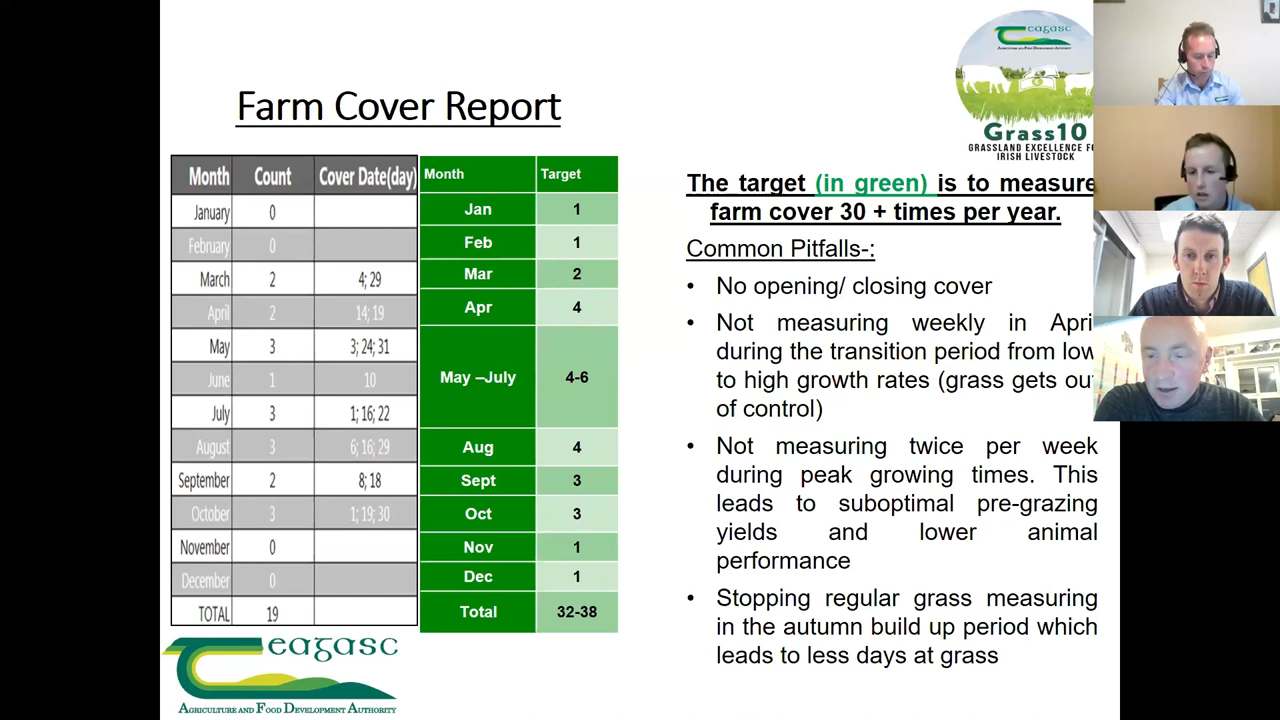 Farm Cover Report
Month Count Cover Date(day)
January 0
February 0
March 2 4; 29
April 2 14; 19
May 3 3; 24; 31
June 1 10
July 3 1; 16; 22
August 3 6; 16; 29
September 2 8; 18
October 3 1; 19; 30
November 0
December 0
TOTAL 19
Month Target
Jan 1
Feb 1
Mar 2
Apr 4
May –July 4-6
Aug 4
Sept 3
Oct 3
Nov 1
Dec 1
Total 32-38
eagasc
AGRICULTURE AND FOOD DEVELOPMENT AUTHORITY
eagasc
AGRICULTURE AND FOOD DEVELOPMENT AUTHORITY
Grass10
GRASSLAND EXCELLENCE FO
IRISH LIVESTOCK
The target (in green) is to measure
farm cover 30 + times per year.
Common Pitfalls-:
• No opening/ closing cover
• Not measuring weekly in Apri
during the transition period from low
to high growth rates (grass gets out
of control)
• Not measuring twice per week
during peak growing times. This
leads to suboptimal pre-grazing
yields and lower animal
performance
• Stopping regular grass measuring
in the autumn build up period which
leads to less days at grass